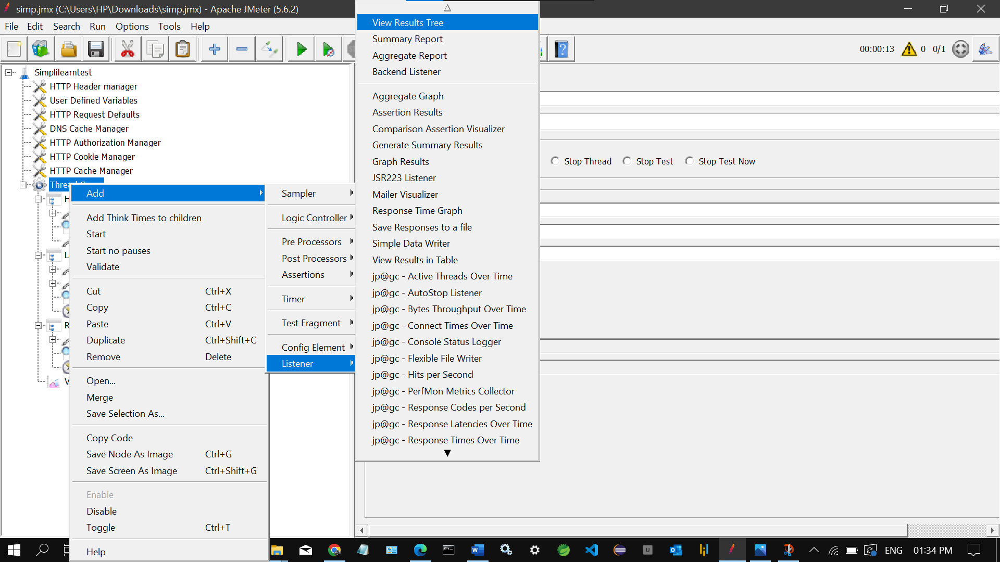 simp.jmx (C:\Users\HP\Downloads\simp.jmx) - Apache JMeter (5.6.2)
File Edit Search Run Options Tools Help
00:00:13 0 0/1
Simplilearntest
HTTP Header manager
User Defined Variables
HTTP Request Defaults
DNS Cache Manager
HTTP Authorization Manager
HTTP Cookie Manager
HTTP Cache Manager
H
L
R
V
Add
Add Think Times to children
Start
Start no pauses
Validate
Cut Ctrl+X
Copy Ctrl+C
Paste Ctrl+V
Duplicate Ctrl+Shift+C
Remove Delete
Open...
Merge
Save Selection As...
Copy Code
Save Node As Image Ctrl+G
Save Screen As Image Ctrl+Shift+G
Enable
Disable
Toggle Ctrl+T
Help
Sampler
Logic Controller
Pre Processors
Post Processors
Assertions
Timer
Test Fragment
Config Element
Listener
View Results Tree
Summary Report
Aggregate Report
Backend Listener
Aggregate Graph
Assertion Results
Comparison Assertion Visualizer
Generate Summary Results
Graph Results
JSR223 Listener
Mailer Visualizer
Response Time Graph
Save Responses to a file
Simple Data Writer
View Results in Table
jp@gc - Active Threads Over Time
jp@gc - AutoStop Listener
jp@gc - Bytes Throughput Over Time
jp@gc - Connect Times Over Time
jp@gc - Console Status Logger
jp@gc - Flexible File Writer
jp@gc - Hits per Second
jp@gc - PerfMon Metrics Collector
jp@gc - Response Codes per Second
jp@gc - Response Latencies Over Time
jp@gc - Response Times Over Time
Stop Thread Stop Test Stop Test Now
ENG 01:34 PM